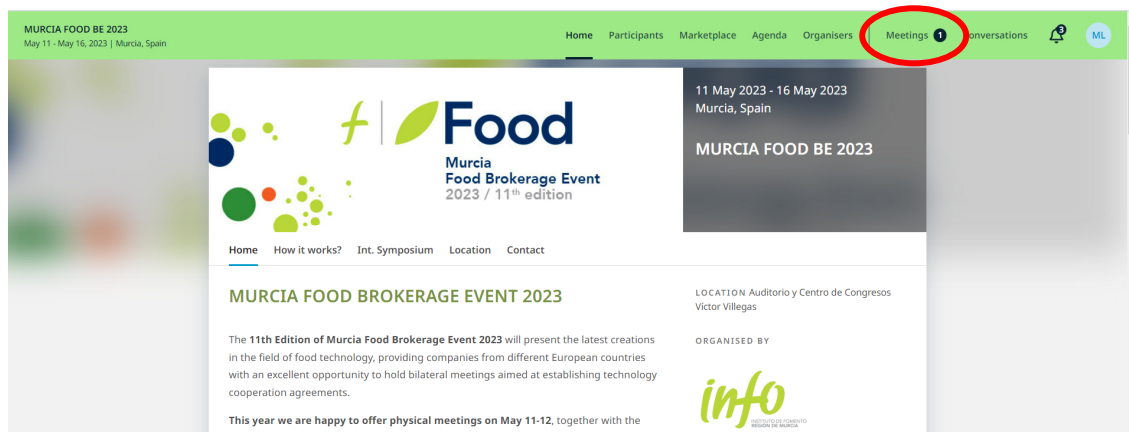 MURCIA FOOD BE 2023
May 11 - May 16, 2023 | Murcia, Spain
Home Participants Marketplace Agenda Organisers Meetings 1 onversations 3 ML
f Food
Murcia
Food Brokerage Event
2023 / 11th edition
11 May 2023 - 16 May 2023
Murcia, Spain
MURCIA FOOD BE 2023
Home How it works? Int. Symposium Location Contact
MURCIA FOOD BROKERAGE EVENT 2023
The 11th Edition of Murcia Food Brokerage Event 2023 will present the latest creations
in the field of food technology, providing companies from different European countries
with an excellent opportunity to hold bilateral meetings aimed at establishing technology
cooperation agreements.
This year we are happy to offer physical meetings on May 11-12, together with the
LOCATION Auditorio y Centro de Congresos
Víctor Villegas
ORGANISED BY
info
INSTITUTO DE FOMENTO
REGIÓN DE MURCIA